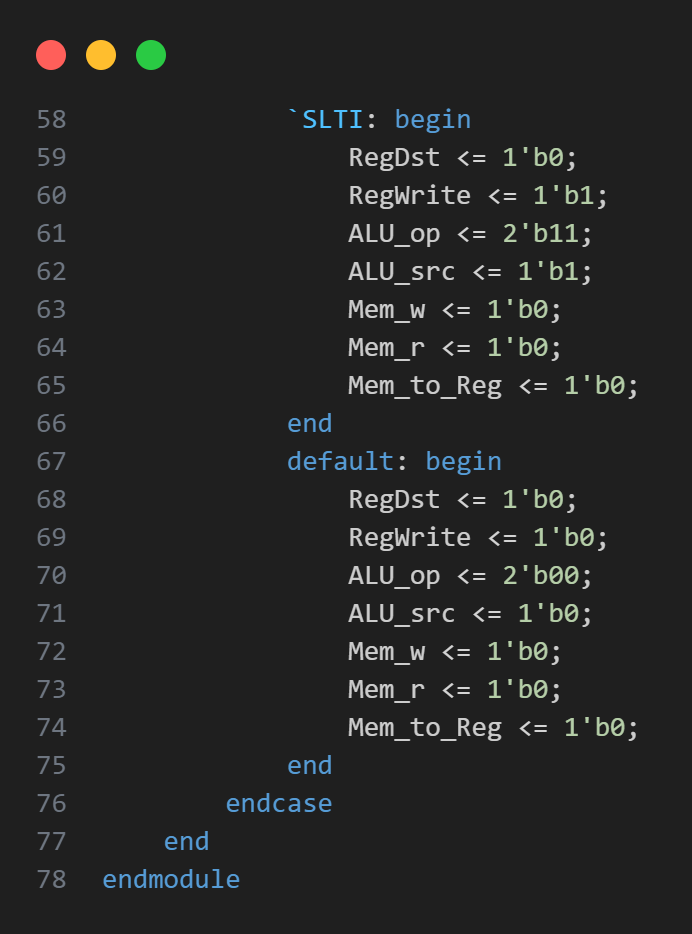 58 `SLTI: begin
59 RegDst <= 1'b0;
60 RegWrite <= 1'b1;
61 ALU_op <= 2'b11;
62 ALU_src <= 1'b1;
63 Mem_w <= 1'b0;
64 Mem_r <= 1'b0;
65 Mem_to_Reg <= 1'b0;
66 end
67 default: begin
68 RegDst <= 1'b0;
69 RegWrite <= 1'b0;
70 ALU_op <= 2'b00;
71 ALU_src <= 1'b0;
72 Mem_w <= 1'b0;
73 Mem_r <= 1'b0;
74 Mem_to_Reg <= 1'b0;
75 end
76 endcase
77 end
78 endmodule